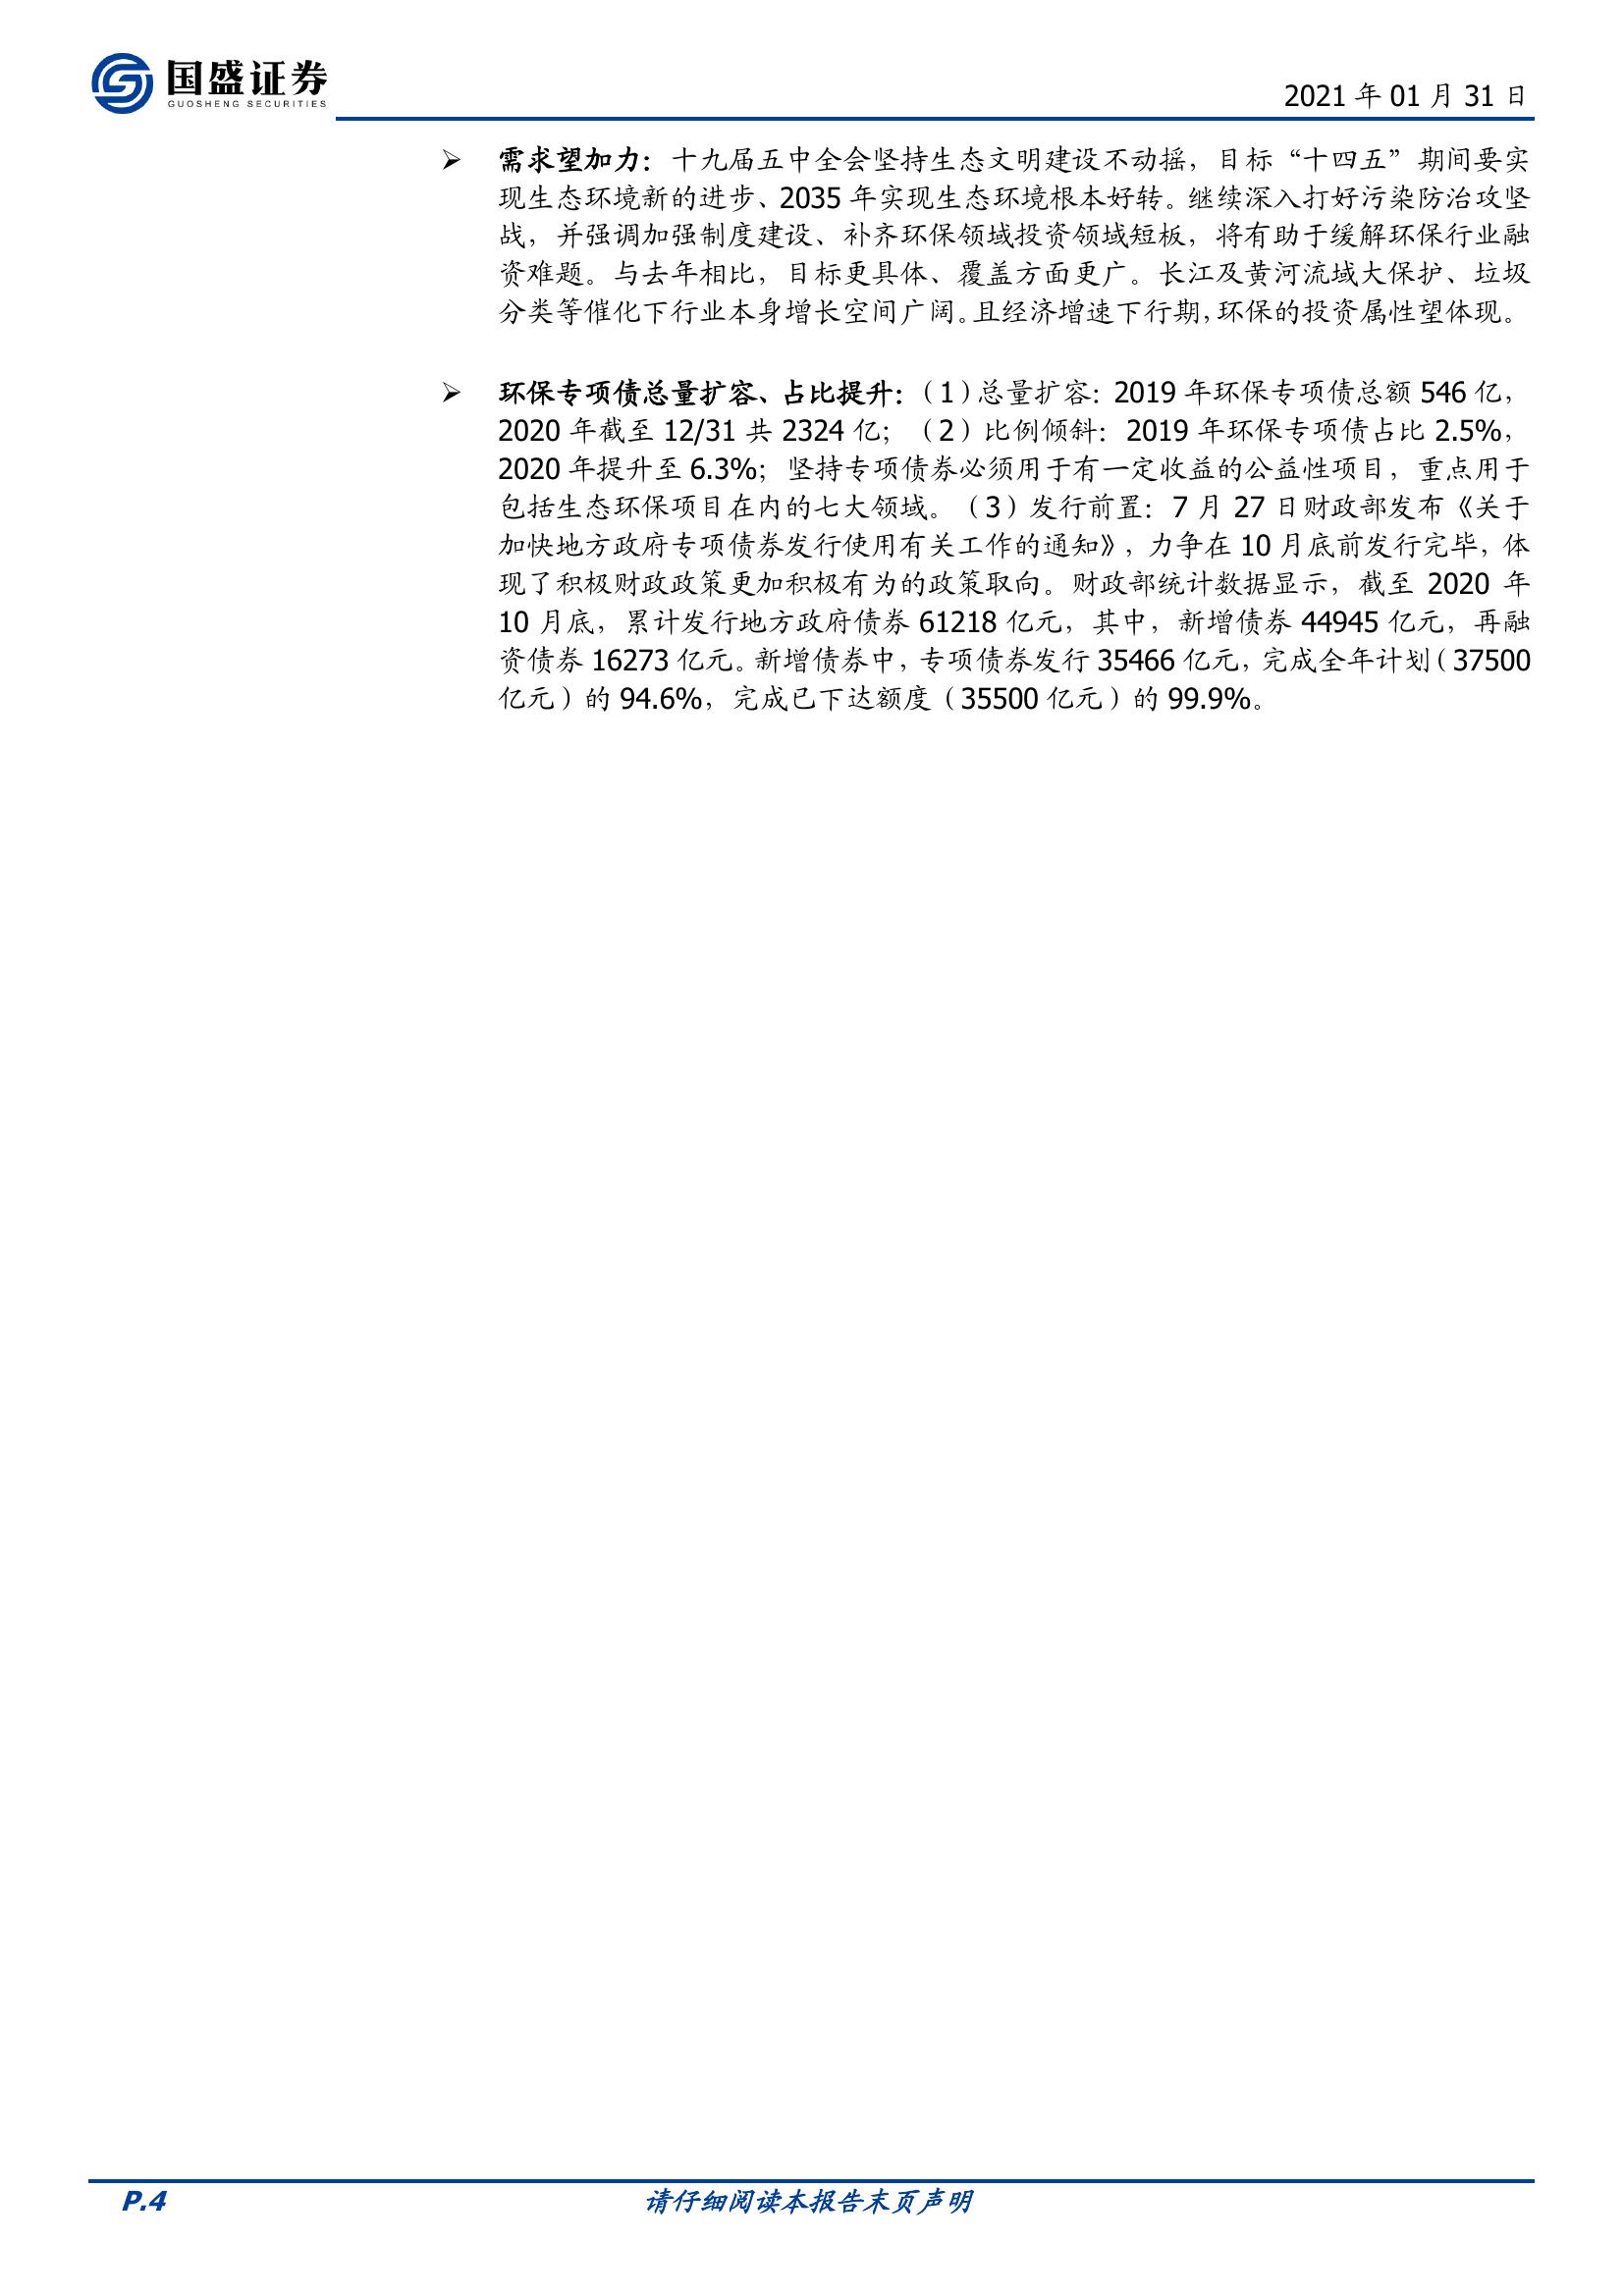 国盛证券
GUOSHENG SECURITIES
2021 年 01 月 31 日
➢ 需求望加力：十九届五中全会坚持生态文明建设不动摇，目标“十四五”期间要实
现生态环境新的进步、2035 年实现生态环境根本好转。继续深入打好污染防治攻坚
战，并强调加强制度建设、补齐环保领域投资领域短板，将有助于缓解环保行业融
资难题。与去年相比，目标更具体、覆盖方面更广。长江及黄河流域大保护、垃圾
分类等催化下行业本身增长空间广阔。且经济增速下行期，环保的投资属性望体现。
➢ 环保专项债总量扩容、占比提升：（1）总量扩容：2019 年环保专项债总额 546 亿，
2020 年截至 12/31 共 2324 亿；（2）比例倾斜：2019 年环保专项债占比 2.5%，
2020 年提升至 6.3%；坚持专项债券必须用于有一定收益的公益性项目，重点用于
包括生态环保项目在内的七大领域。（3）发行前置：7 月 27 日财政部发布《关于
加快地方政府专项债券发行使用有关工作的通知》，力争在 10 月底前发行完毕，体
现了积极财政政策更加积极有为的政策取向。财政部统计数据显示，截至 2020 年
10 月底，累计发行地方政府债券 61218 亿元，其中，新增债券 44945 亿元，再融
资债券 16273 亿元。新增债券中，专项债券发行 35466 亿元，完成全年计划（37500
亿元）的 94.6%，完成已下达额度（35500 亿元）的 99.9%。
P.4
请仔细阅读本报告末页声明